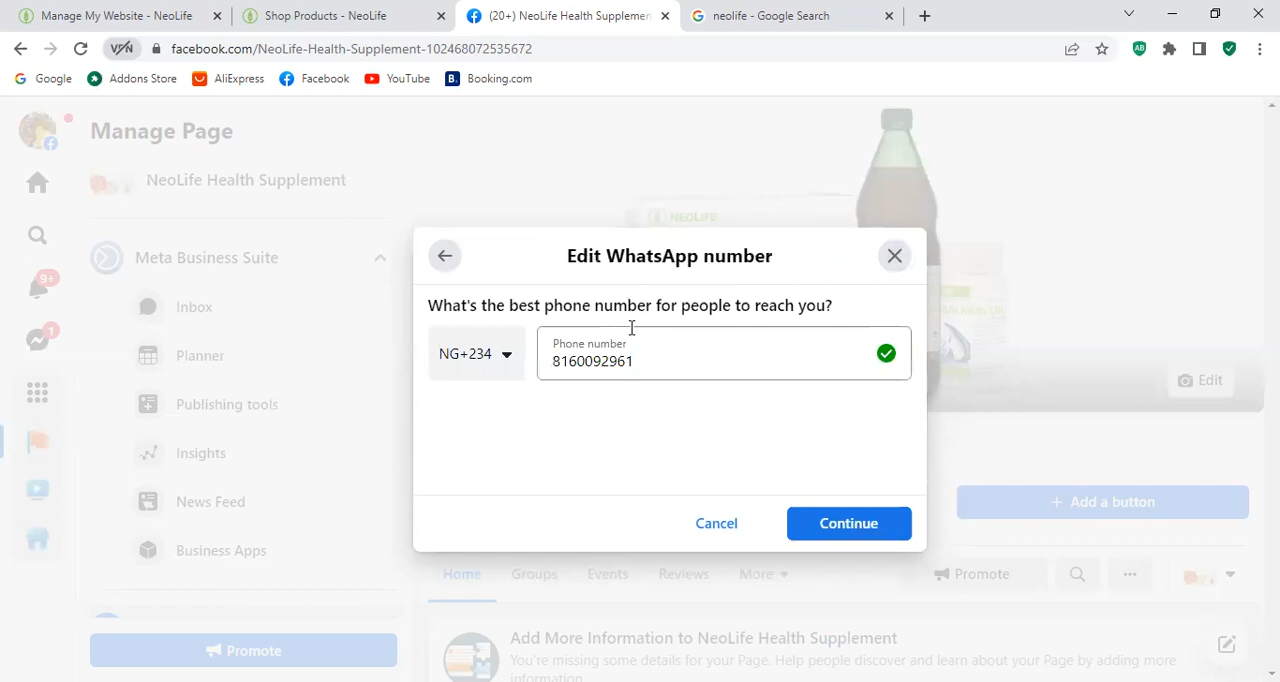 Manage My Website - NeoLife
Shop Products - NeoLife
(20+) NeoLife Health Supplemen
neolife - Google Search
VPN
facebook.com/NeoLife-Health-Supplement-102468072535672
Google
Addons Store
AliExpress
Facebook
YouTube
B.
Booking.com
Manage Page
NeoLife Health Supplement
Meta Business Suite
9+
Inbox
1
Planner
Publishing tools
Insights
News Feed
Business Apps
Promote
NEOLIFE
Edit
+ Add a button
Edit WhatsApp number
What's the best phone number for people to reach you?
NG+234
Phone number
8160092961
Cancel
Continue
Home
Groups
Events
Reviews
More
Promote
Add More Information to NeoLife Health Supplement
You're missing some details for your Page. Help people discover and learn about your Page by adding more
information.